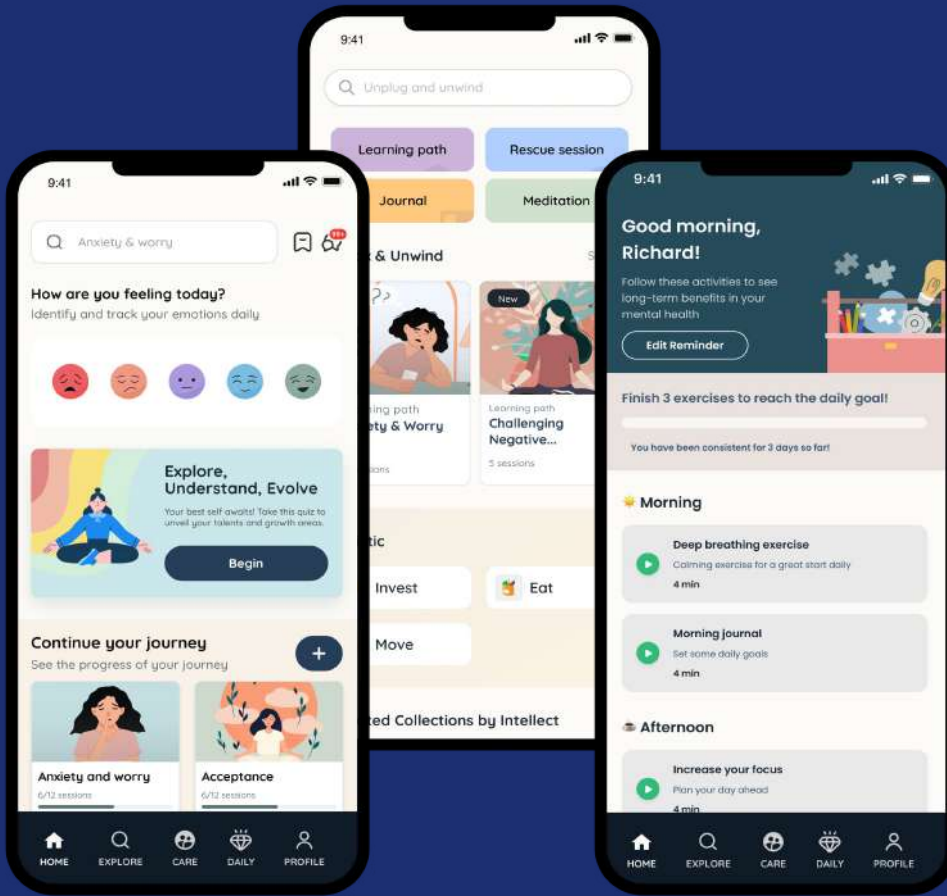 9:41
Anxiety & worry
99+
How are you feeling today?
Identify and track your emotions daily
Explore,
Understand, Evolve
Your best self awaits! Take this quiz to
unveil your talents and growth areas.
Begin
Continue your journey
See the progress of your journey
+
Anxiety and worry
6/12 sessions
Acceptance
6/12 sessions
HOME
EXPLORE
CARE
DAILY
PROFILE
9:41
Unplug and unwind
Learning path
Rescue session
Journal
Meditation
& Unwind
New
Learning path
& Worry
Challenging
Negative...
5 sessions
Invest
Eat
Move
Collections by Intellect
9:41
Good morning,
Richard!
Follow these activities to see
long-term benefits in your
mental health
Edit Reminder
Finish 3 exercises to reach the daily goal!
You have been consistent for 3 days so far!
Morning
Deep breathing exercise
Calming exercise for a great start daily
4 min
Morning journal
Set some daily goals
4 min
Afternoon
Increase your focus
Plan your day ahead
4 min
HOME
EXPLORE
CARE
DAILY
PROFILE